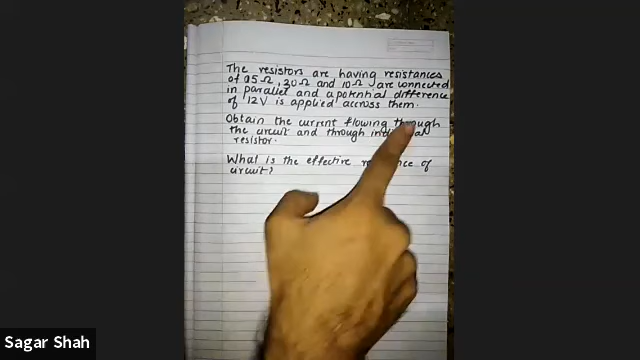 The resistors are having resistances
of 15Ω, 20Ω and 10Ω are connected
in parallel and a potential difference
of 12V is applied accross them.
Obtain the current flowing through
the circuit and through
resistor.
What is the effective of
circuit?
Sagar Shah